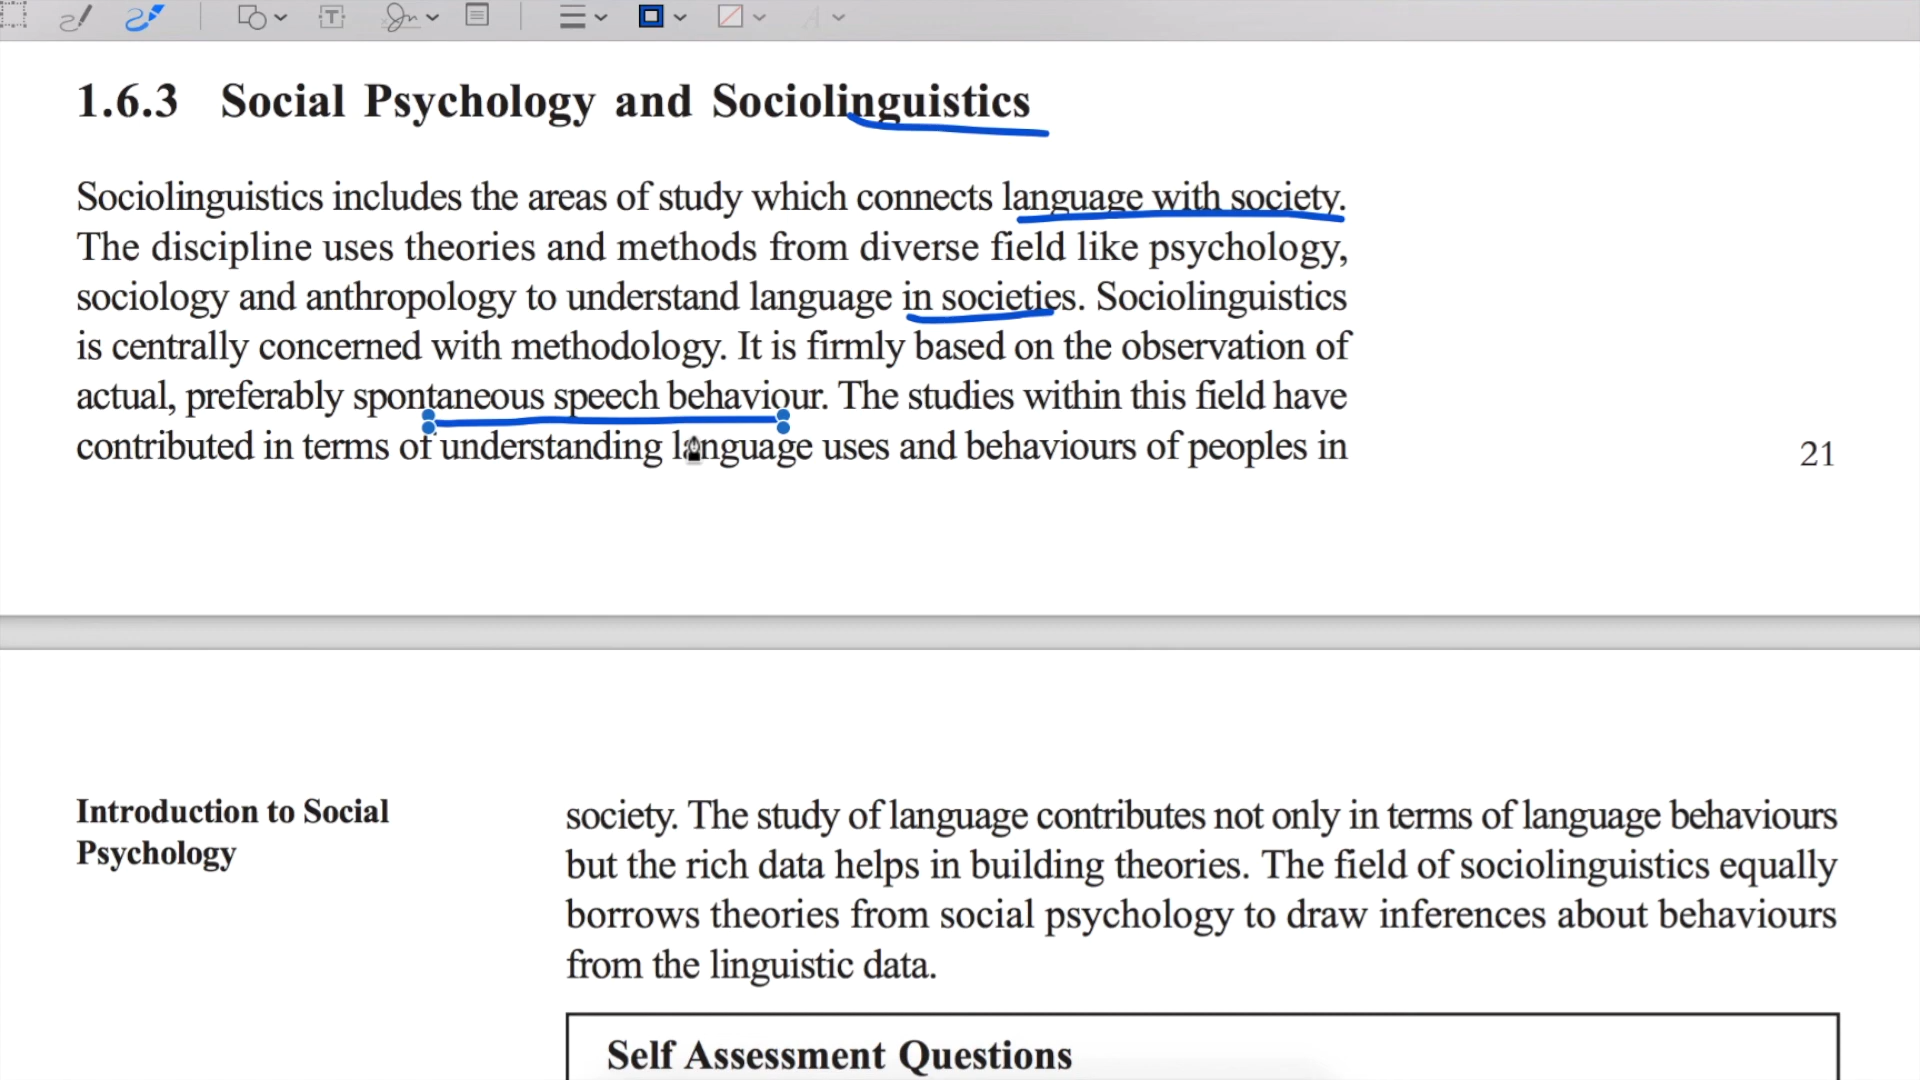 1.6.3 Social Psychology and Sociolinguistics
Sociolinguistics includes the areas of study which connects language with society.
The discipline uses theories and methods from diverse field like psychology,
sociology and anthropology to understand language in societies. Sociolinguistics
is centrally concerned with methodology. It is firmly based on the observation of
actual, preferably spontaneous speech behaviour. The studies within this field have
contributed in terms of understanding language uses and behaviours of peoples in
21
Introduction to Social
Psychology
society. The study of language contributes not only in terms of language behaviours
but the rich data helps in building theories. The field of sociolinguistics equally
borrows theories from social psychology to draw inferences about behaviours
from the linguistic data.
Self Assessment Questions